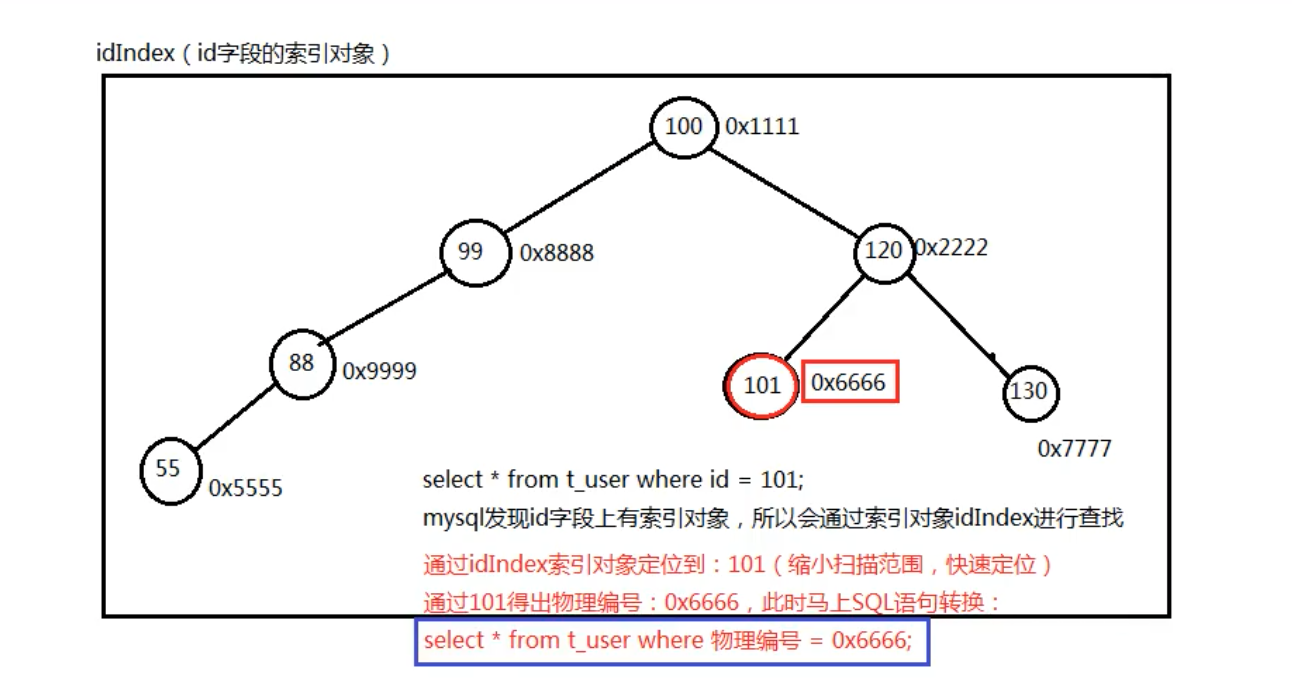 idIndex（id字段的索引对象）
100 0x1111
99 0x8888
120 0x2222
88 0x9999
101 0x6666
130
0x7777
55 0x5555
select * from t_user where id = 101;
mysql发现id字段上有索引对象，所以会通过索引对象idIndex进行查找
通过idIndex索引对象定位到：101（缩小扫描范围，快速定位）
通过101得出物理编号：0x6666，此时马上SQL语句转换：
select * from t_user where 物理编号 = 0x6666;